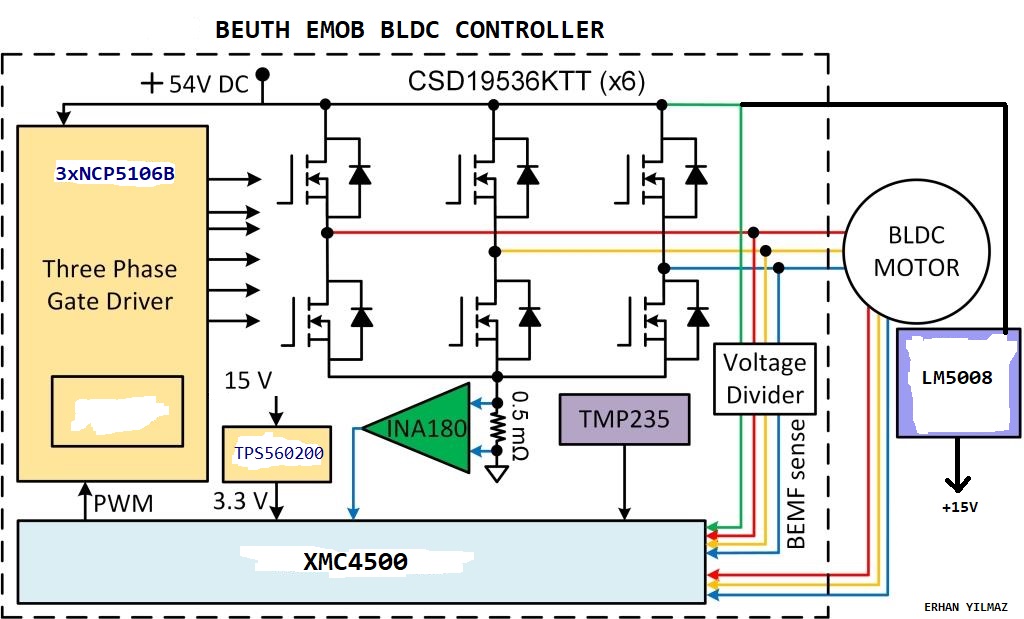 BEUTH EMOB BLDC CONTROLLER
+ 54V DC
CSD19536KTT (x6)
3xNCP5106B
Three Phase
Gate Driver
BLDC
MOTOR
15 V
TPS560200
3.3 V
INA180
0.5 mΩ
TMP235
Voltage
Divider
BEMF sense
LM5008
+15V
PWM
XMC4500
ERHAN YILMAZ